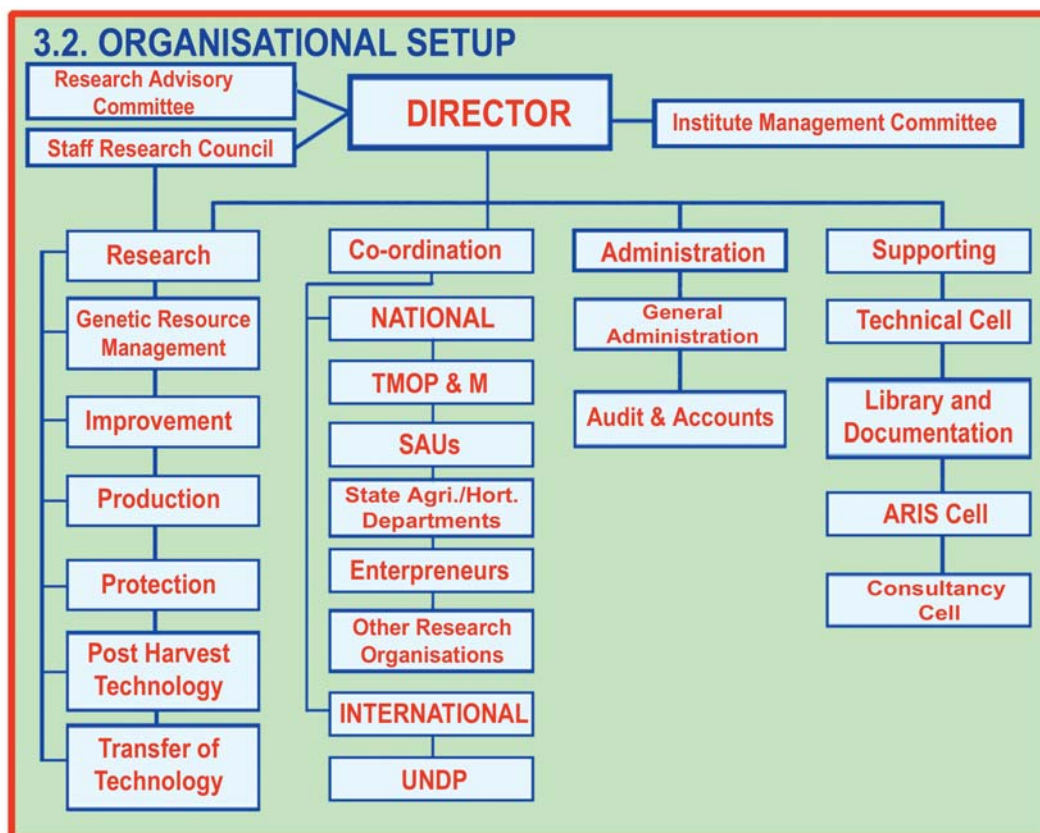 3.2. ORGANISATIONAL SETUP
Research Advisory
Committee
DIRECTOR
Institute Management Committee
Staff Research Council
Research
Genetic Resource
Management
Improvement
Production
Protection
Post Harvest
Technology
Transfer of
Technology
Co-ordination
NATIONAL
TMOP & M
SAUs
State Agri./Hort.
Departments
Enterpreneurs
Other Research
Organisations
INTERNATIONAL
UNDP
Administration
General
Administration
Audit & Accounts
Supporting
Technical Cell
Library and
Documentation
ARIS Cell
Consultancy
Cell